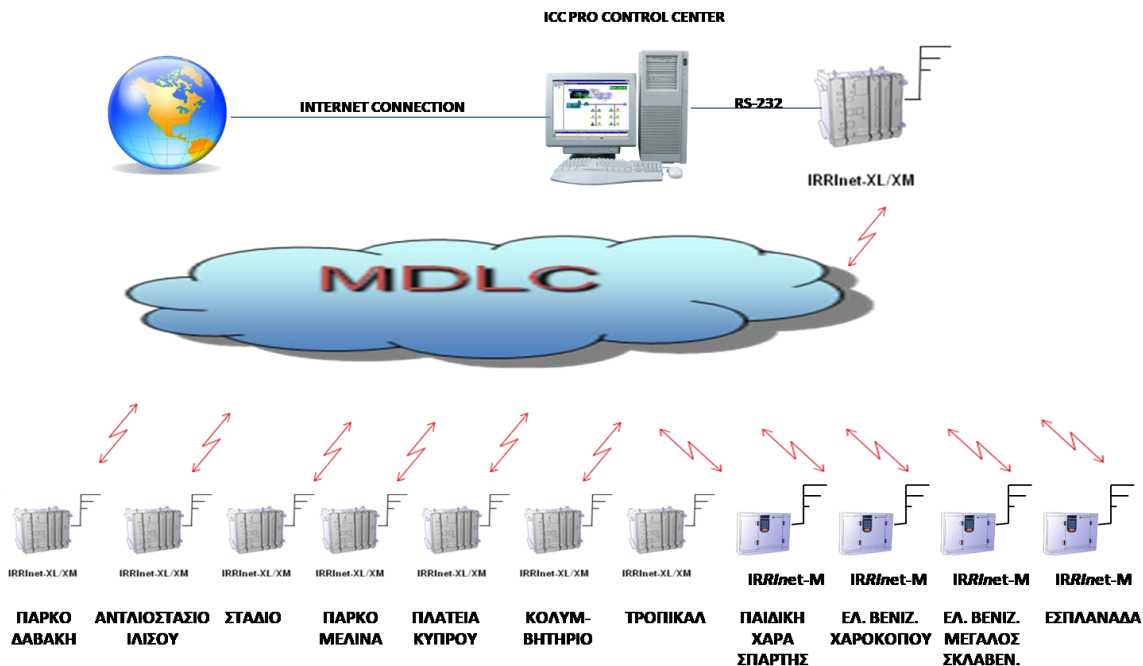 ICC PRO CONTROL CENTER
INTERNET CONNECTION
RS-232
IRRInet-XL/XM
MDLC
IRRInet-XL/XM
IRRInet-XL/XM
IRRInet-XL/XM
IRRInet-XL/XM
IRRInet-XL/XM
IRRInet-XL/XM
IRRInet-XL/XM
IRRInet-M
IRRInet-M
IRRInet-M
IRRInet-M
ΠΑΡΚΟ
ΔΑΒΑΚΗ
ΑΝΤΛΙΟΣΤΑΣΙΟ
ΙΛΙΣΟΥ
ΣΤΑΔΙΟ
ΠΑΡΚΟ
ΜΕΛΙΝΑ
ΠΛΑΤΕΙΑ
ΚΥΠΡΟΥ
ΚΟΛΥΜ-
ΒΗΤΗΡΙΟ
ΤΡΟΠΙΚΑΛ
ΠΑΙΔΙΚΗ
ΧΑΡΑ
ΣΠΑΡΤΗΣ
ΕΛ. ΒΕΝΙΖ.
ΧΑΡΟΚΟΠΟΥ
ΕΛ. ΒΕΝΙΖ.
ΜΕΓΑΛΟΣ
ΣΚΛΑΒΕΝ.
ΕΣΠΛΑΝΑΔΑ